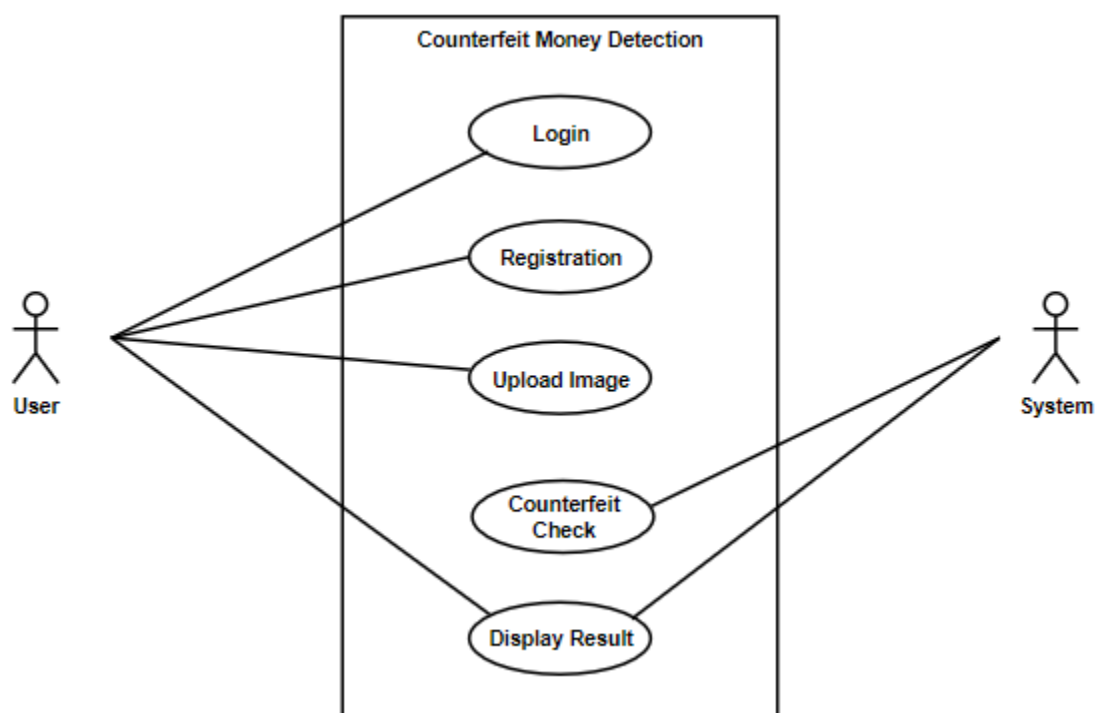 Counterfeit Money Detection
Login
Registration
Upload Image
User
System
Counterfeit
Check
Display Result